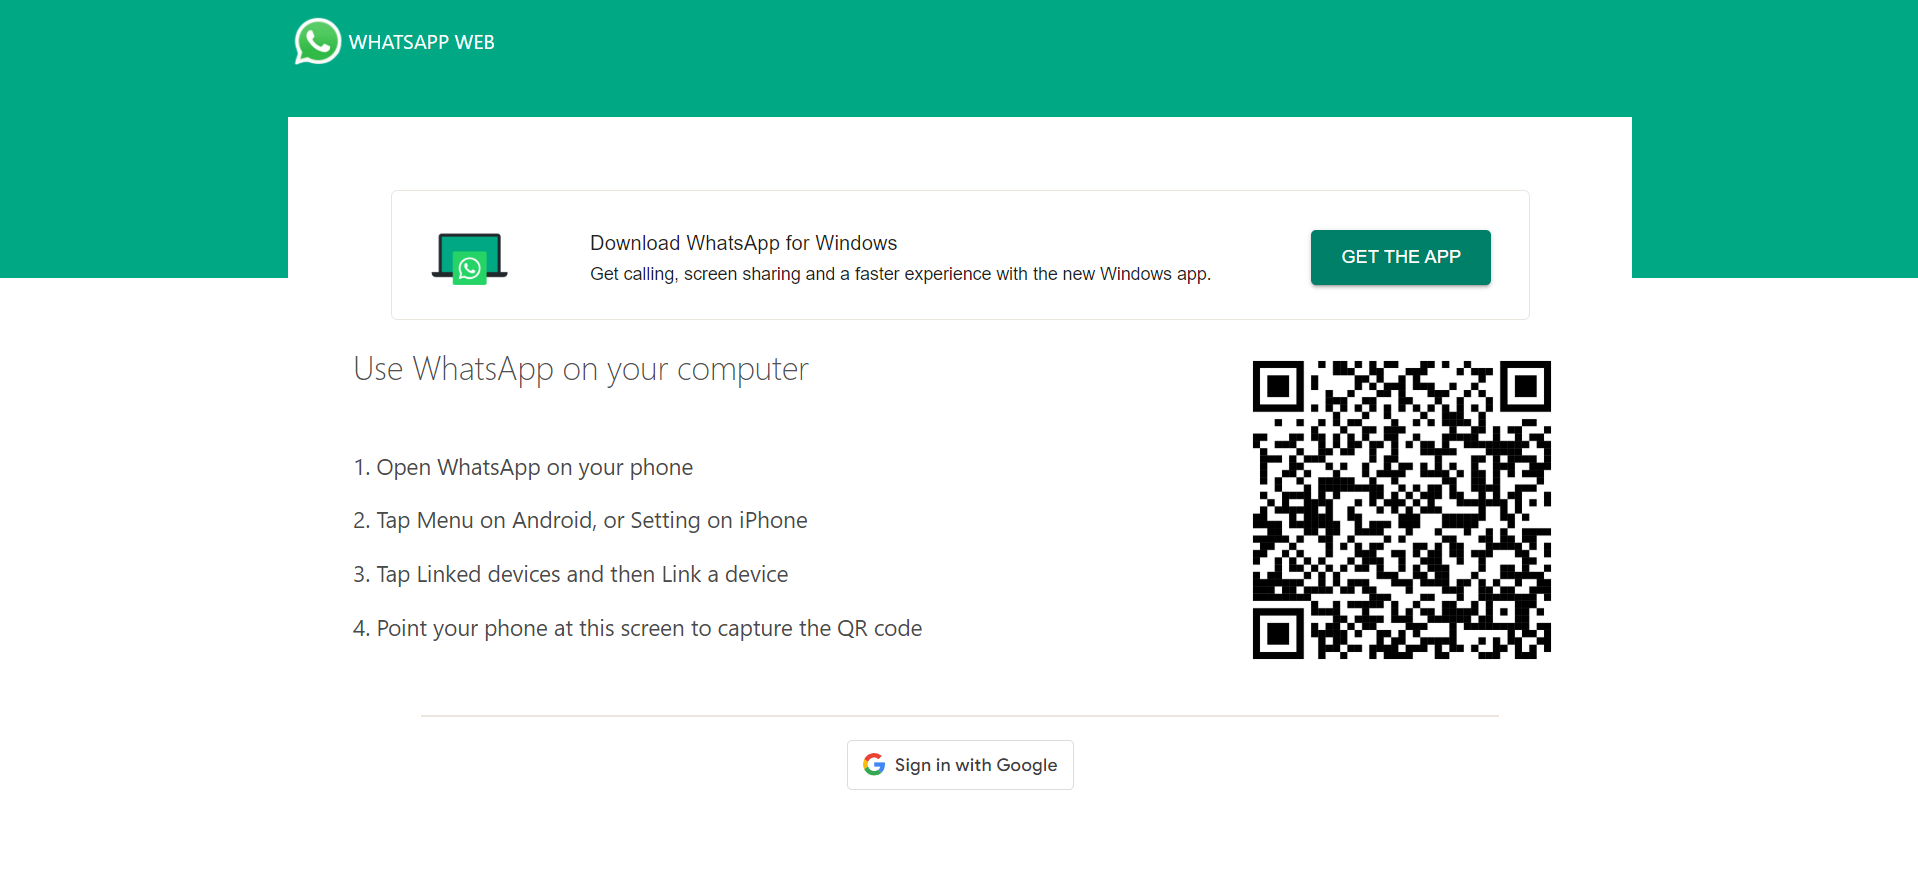 WHATSAPP WEB
Download WhatsApp for Windows
Get calling, screen sharing and a faster experience with the new Windows app.
GET THE APP
Use WhatsApp on your computer
1. Open WhatsApp on your phone
2. Tap Menu on Android, or Setting on iPhone
3. Tap Linked devices and then Link a device
4. Point your phone at this screen to capture the QR code
Sign in with Google